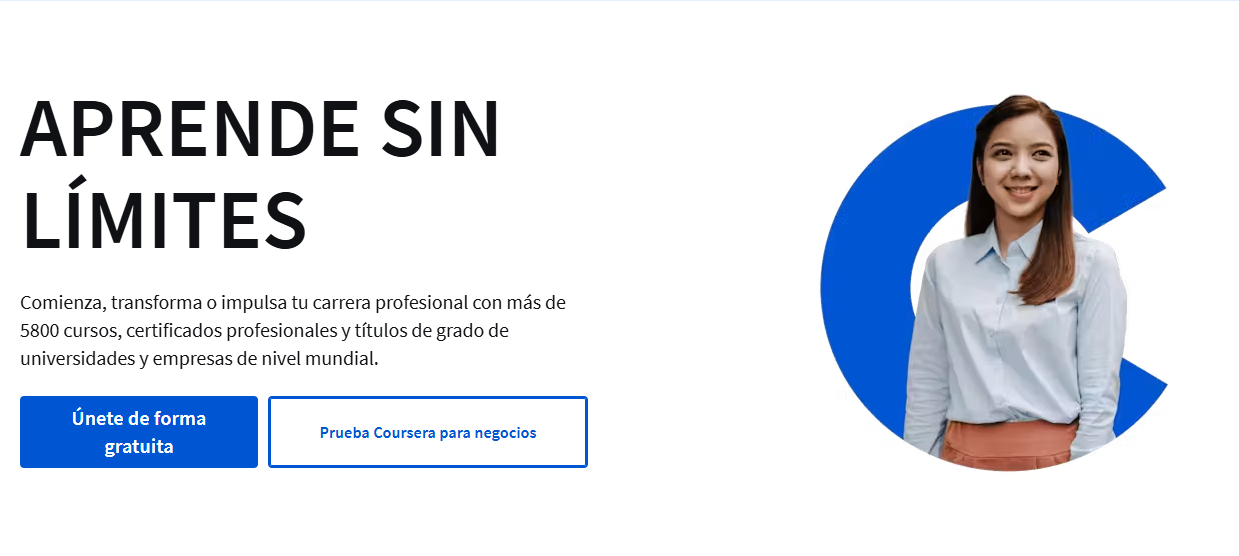 APRENDE SIN
LÍMITES
Comienza, transforma o impulsa tu carrera profesional con más de
5800 cursos, certificados profesionales y títulos de grado de
universidades y empresas de nivel mundial.
Únete de forma
gratuita
Prueba Coursera para negocios